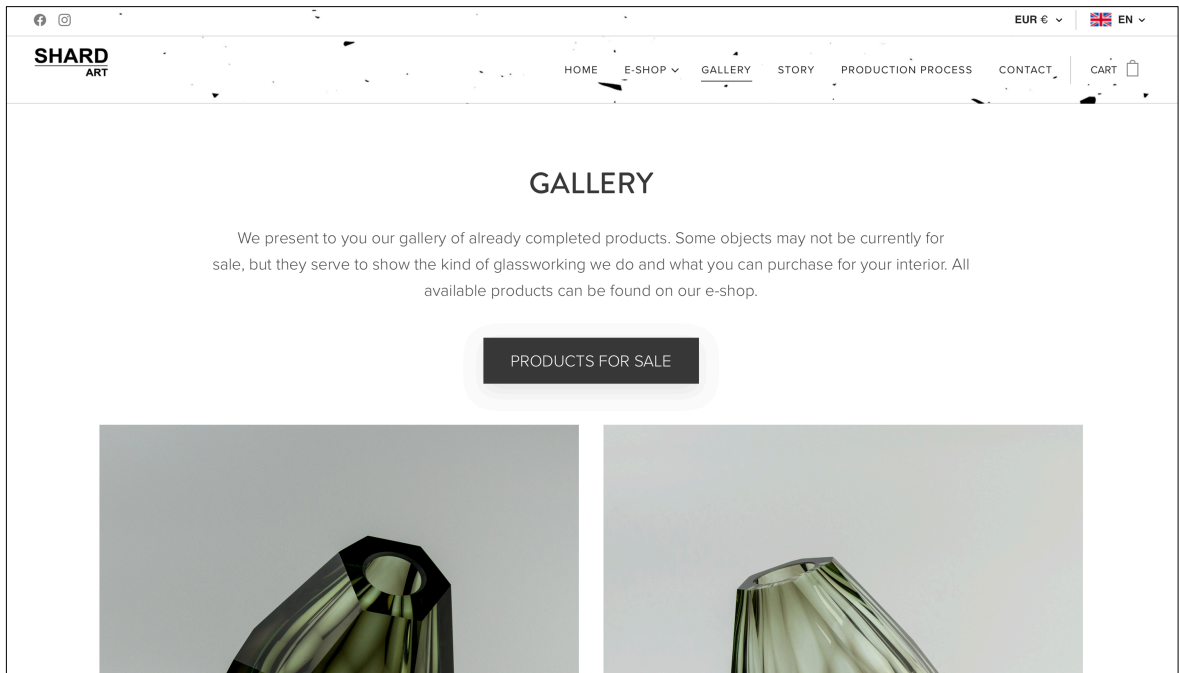 EUR €
EN
SHARD
ART
HOME E-SHOP GALLERY STORY PRODUCTION PROCESS CONTACT CART
GALLERY
We present to you our gallery of already completed products. Some objects may not be currently for
sale, but they serve to show the kind of glassworking we do and what you can purchase for your interior. All
available products can be found on our e-shop.
PRODUCTS FOR SALE